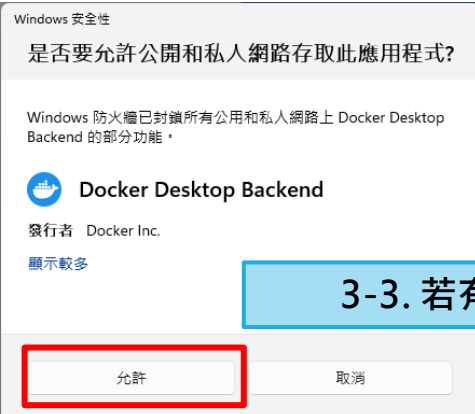 Windows 安全性
是否要允許公開和私人網路存取此應用程式?
Windows 防火牆已封鎖所有公用和私人網路上 Docker Desktop
Backend 的部分功能。
Docker Desktop Backend
發行者 Docker Inc.
顯示較多
3-3. 若有
允許 取消